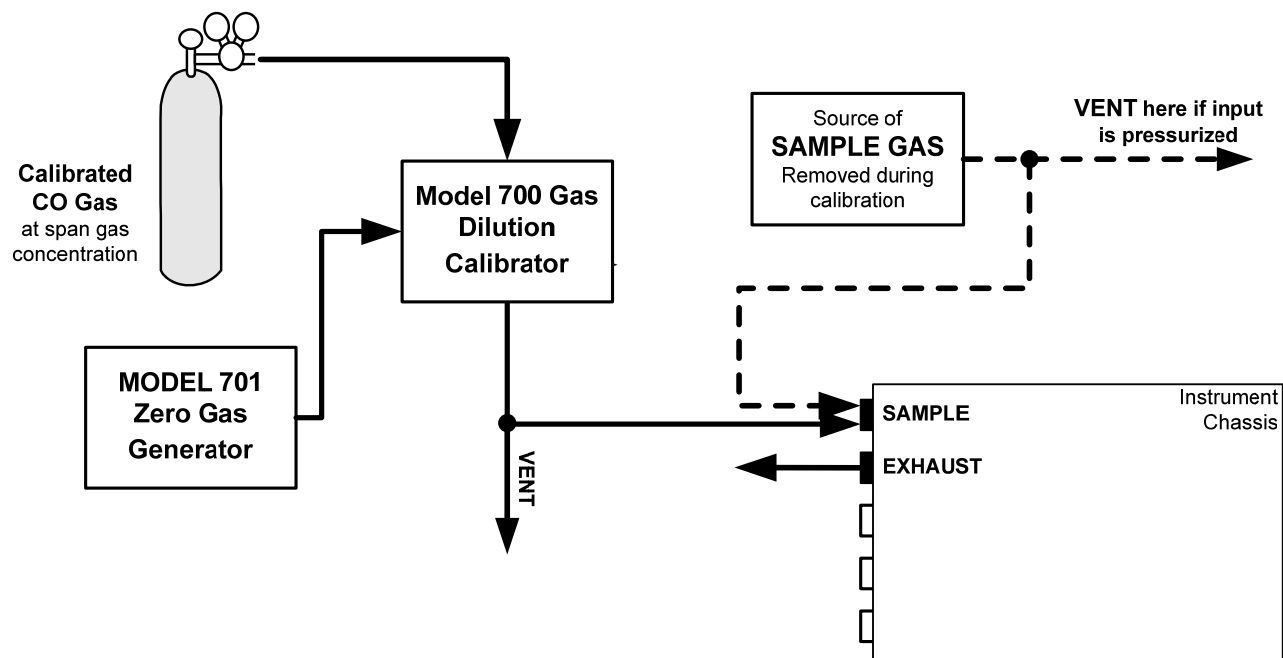 Calibrated
CO Gas
at span gas
concentration
Model 700 Gas
Dilution
Calibrator
MODEL 701
Zero Gas
Generator
VENT
Source of
SAMPLE GAS
Removed during
calibration
VENT here if input
is pressurized
Instrument
Chassis
SAMPLE
EXHAUST